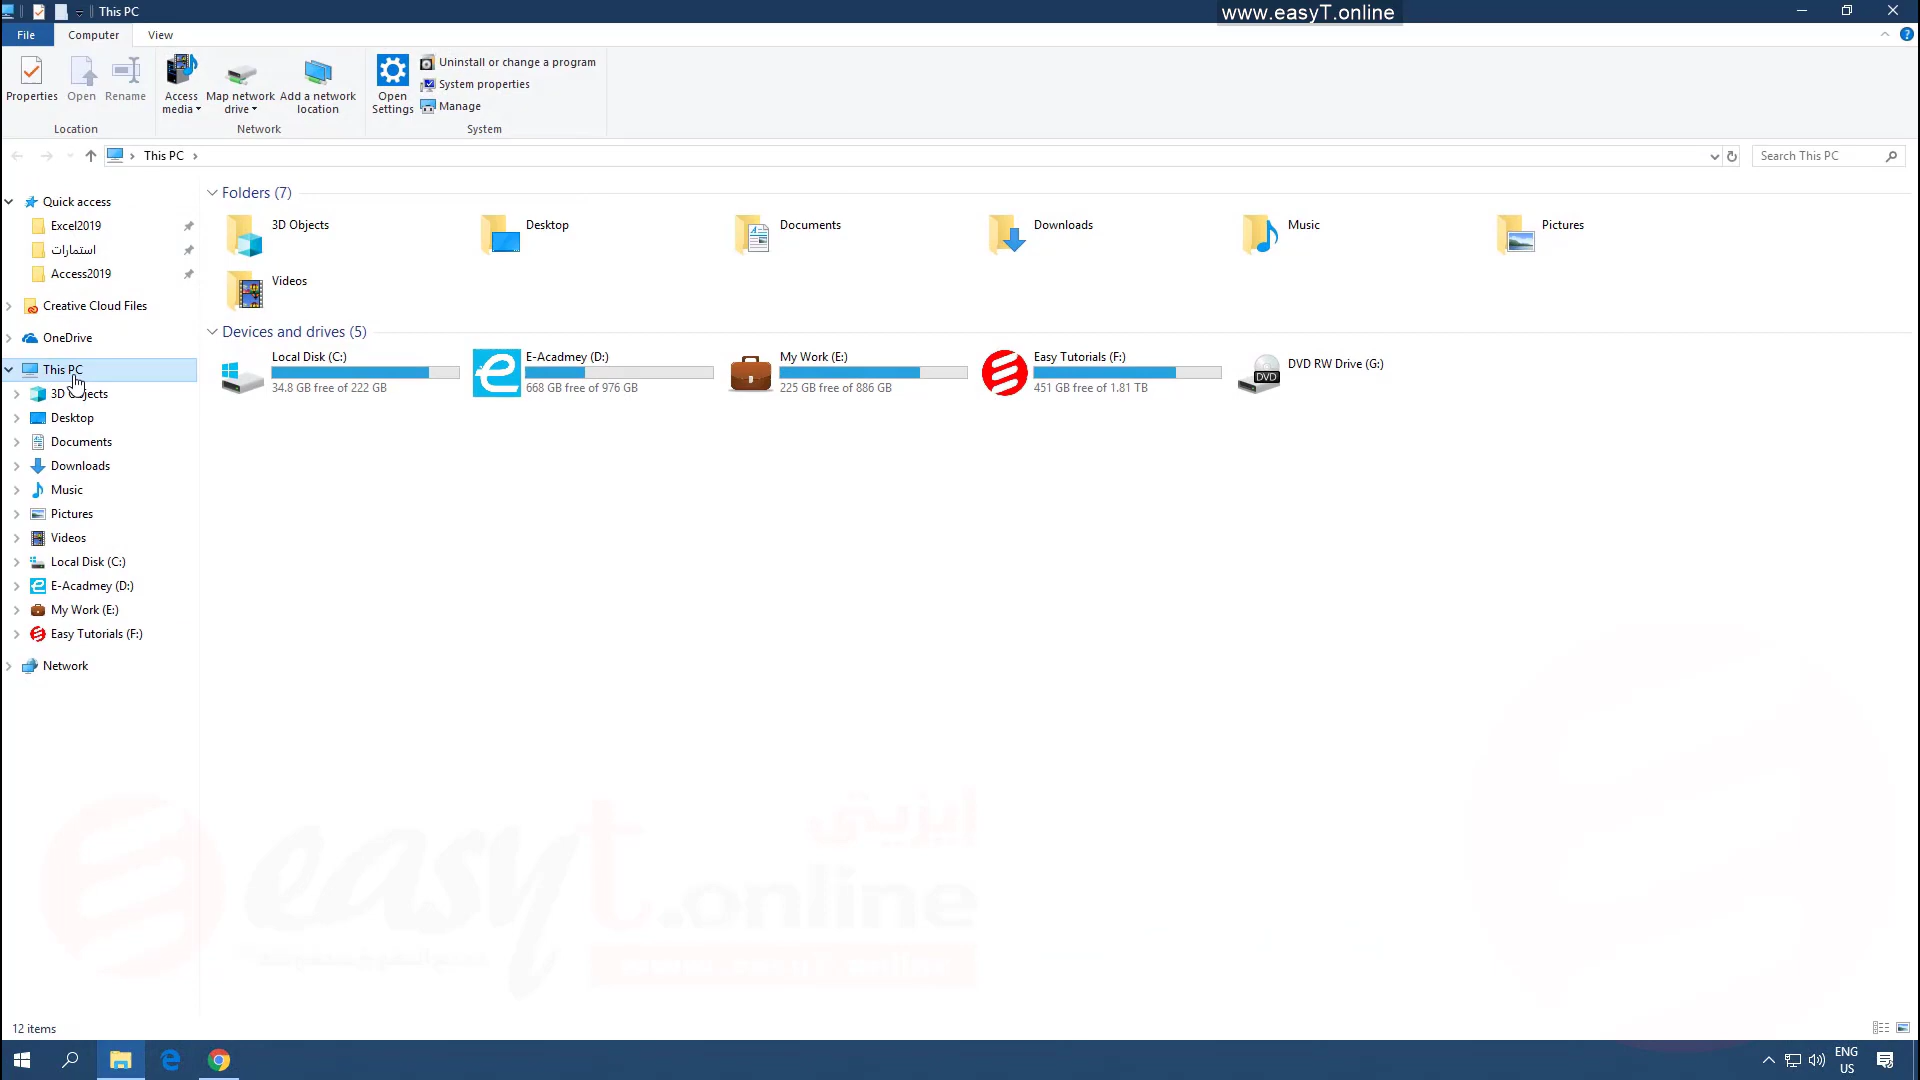 This PC
www.easyT.online
File
Computer
View
Properties
Open
Rename
Access media
Map network drive
Add a network location
Open Settings
Uninstall or change a program
System properties
Manage
Location
Network
System
This PC
Search This PC
Quick access
Excel2019
استمارات
Access2019
Creative Cloud Files
OneDrive
This PC
3D Objects
Desktop
Documents
Downloads
Music
Pictures
Videos
Local Disk (C:)
E-Acadmey (D:)
My Work (E:)
Easy Tutorials (F:)
Network
Folders (7)
3D Objects
Desktop
Documents
Downloads
Music
Pictures
Videos
Devices and drives (5)
Local Disk (C:)
34.8 GB free of 222 GB
E-Acadmey (D:)
668 GB free of 976 GB
My Work (E:)
225 GB free of 886 GB
Easy Tutorials (F:)
451 GB free of 1.81 TB
DVD RW Drive (G:)
DVD
ايزيتي
easyt.online
www.easyT.online
12 items
ENG
US